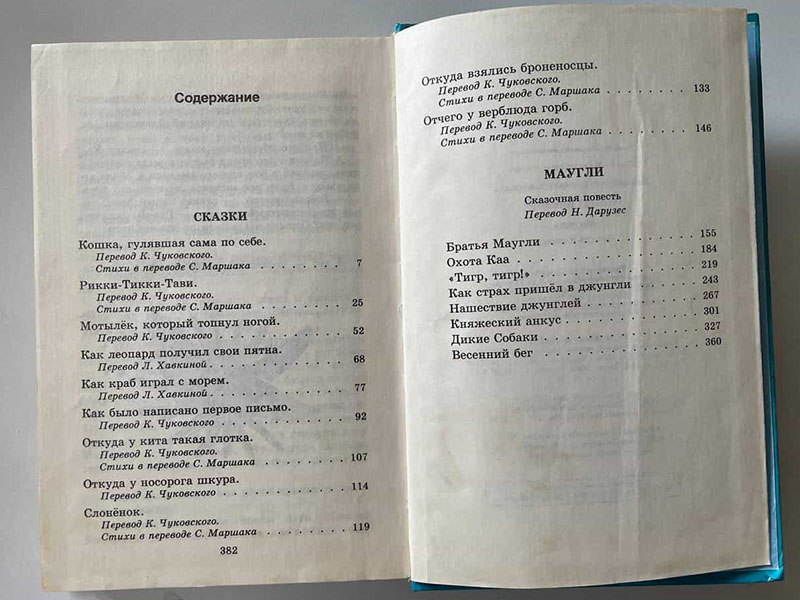 Содержание
СКАЗКИ
Кошка, гулявшая сама по себе.
Перевод К. Чуковского.
Стихи в переводе С. Маршака . . . . . . . . 7
Рикки-Тикки-Тави.
Перевод К. Чуковского.
Стихи в переводе С. Маршака . . . . . . . . 25
Мотылёк, который топнул ногой.
Перевод К. Чуковского . . . . . . . . . . . 52
Как леопард получил свои пятна.
Перевод Л. Хавкиной . . . . . . . . . . . . 68
Как краб играл с морем.
Перевод Л. Хавкиной . . . . . . . . . . . . 77
Как было написано первое письмо.
Перевод К. Чуковского . . . . . . . . . . . 92
Откуда у кита такая глотка.
Перевод К. Чуковского.
Стихи в переводе С. Маршака . . . . . . . . 107
Откуда у носорога шкура.
Перевод К. Чуковского . . . . . . . . . . . 114
Слонёнок.
Перевод К. Чуковского.
Стихи в переводе С. Маршака . . . . . . . . 119
382
Откуда взялись броненосцы.
Перевод К. Чуковского.
Стихи в переводе С. Маршака . . . . . . . . 133
Отчего у верблюда горб.
Перевод К. Чуковского.
Стихи в переводе С. Маршака . . . . . . . . 146
МАУГЛИ
Сказочная повесть
Перевод Н. Дарузес
Братья Маугли . . . . . . . . . . . . . 155
Охота Каа . . . . . . . . . . . . . . . 184
«Тигр, тигр!» . . . . . . . . . . . . . 219
Как страх пришёл в джунгли . . . . . . 243
Нашествие джунглей . . . . . . . . . . 267
Княжеский анкус . . . . . . . . . . . . 301
Дикие Собаки . . . . . . . . . . . . . 327
Весенний бег . . . . . . . . . . . . . 360